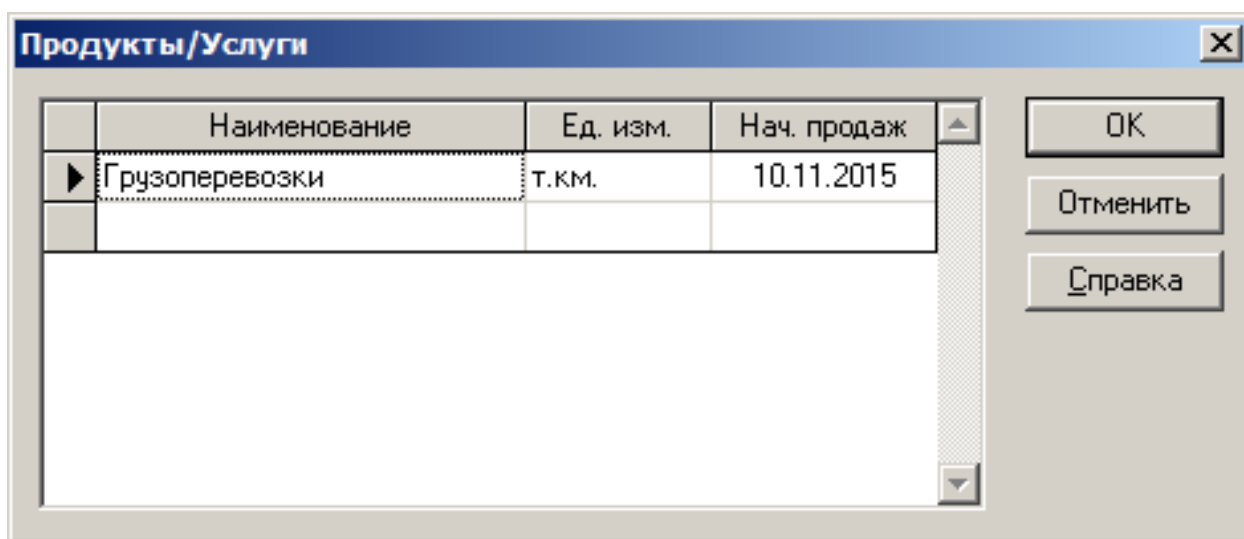 Продукты/Услуги
Наименование Ед. изм. Нач. продаж
Грузоперевозки т.км. 10.11.2015
OK
Отменить
Справка